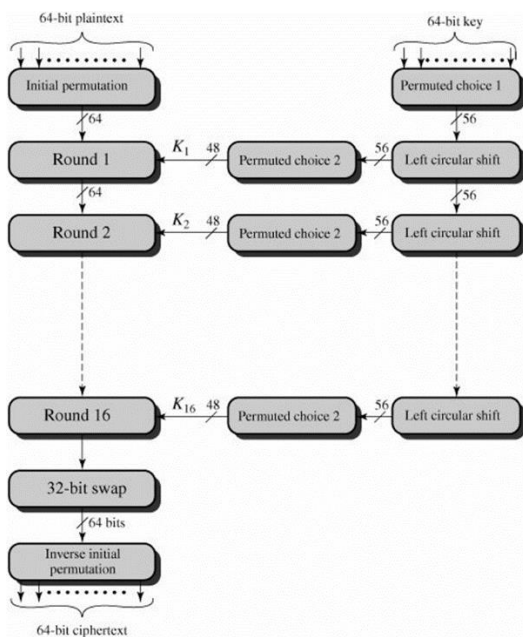 64-bit plaintext
64-bit key
Initial permutation
Permuted choice 1
64
56
Round 1
K1
48
Permuted choice 2
56
Left circular shift
64
56
Round 2
K2
48
Permuted choice 2
56
Left circular shift
Round 16
K16
48
Permuted choice 2
56
Left circular shift
32-bit swap
64 bits
Inverse initial
permutation
64-bit ciphertext